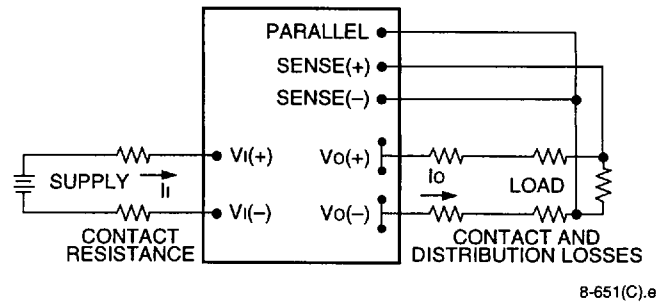 PARALLEL
SENSE(+)
SENSE(–)
SUPPLY
II
VI(+)
VI(–)
VO(+)
VO(–)
IO
LOAD
CONTACT
RESISTANCE
CONTACT AND
DISTRIBUTION LOSSES
8-651(C).e